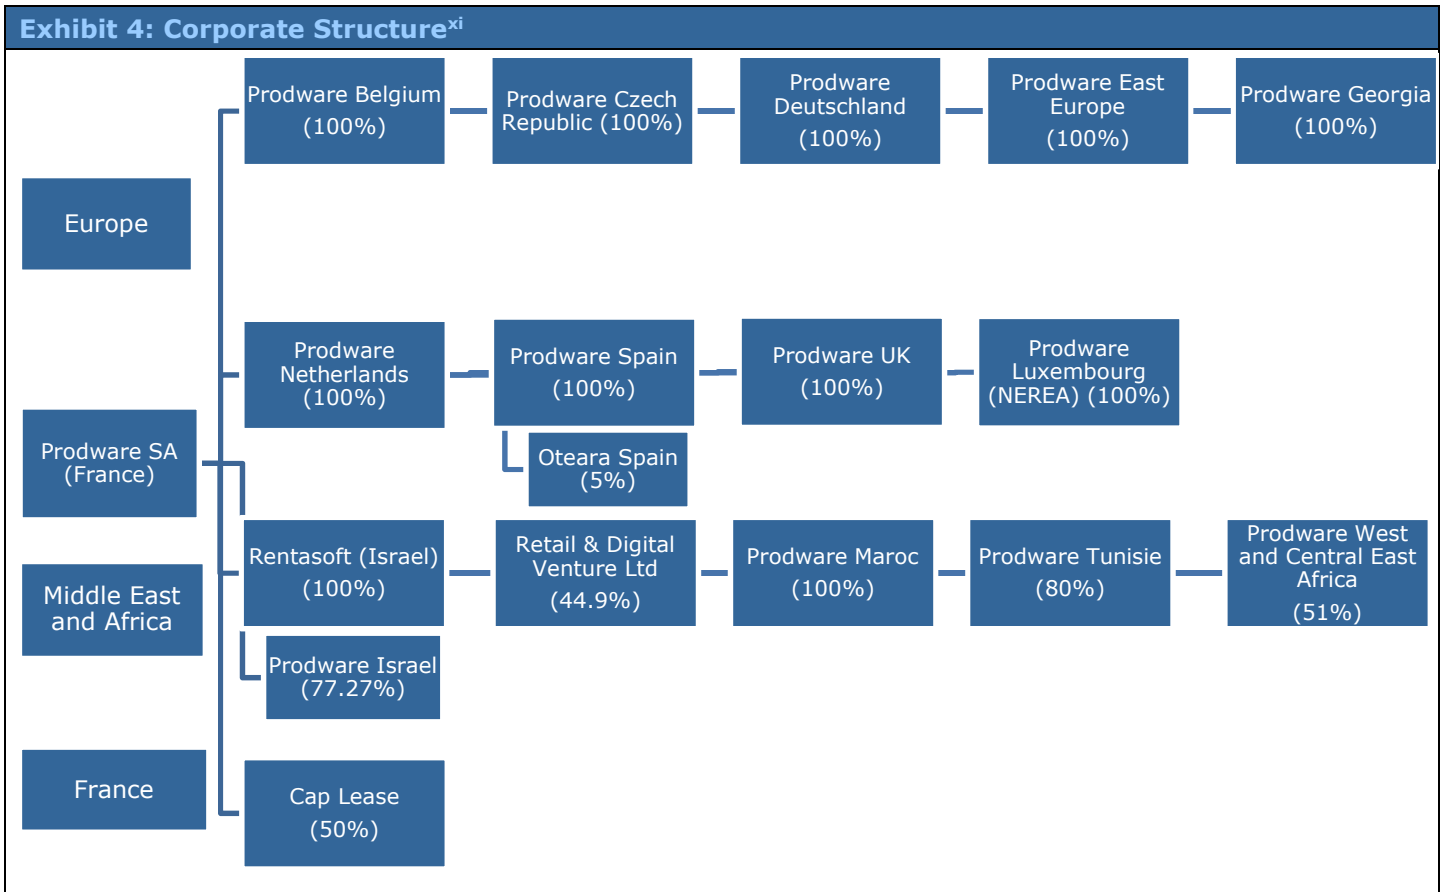 Exhibit 4: Corporate Structurexi
Prodware Belgium
(100%)
Prodware Czech
Republic (100%)
Prodware
Deutschland
(100%)
Prodware East
Europe
(100%)
Prodware Georgia
(100%)
Europe
Prodware
Netherlands
(100%)
Prodware Spain
(100%)
Prodware UK
(100%)
Prodware
Luxembourg
(NEREA) (100%)
Prodware SA
(France)
Oteara Spain
(5%)
Rentasoft (Israel)
(100%)
Retail & Digital
Venture Ltd
(44.9%)
Prodware Maroc
(100%)
Prodware Tunisie
(80%)
Prodware West
and Central East
Africa
(51%)
Middle East
and Africa
Prodware Israel
(77.27%)
France
Cap Lease
(50%)